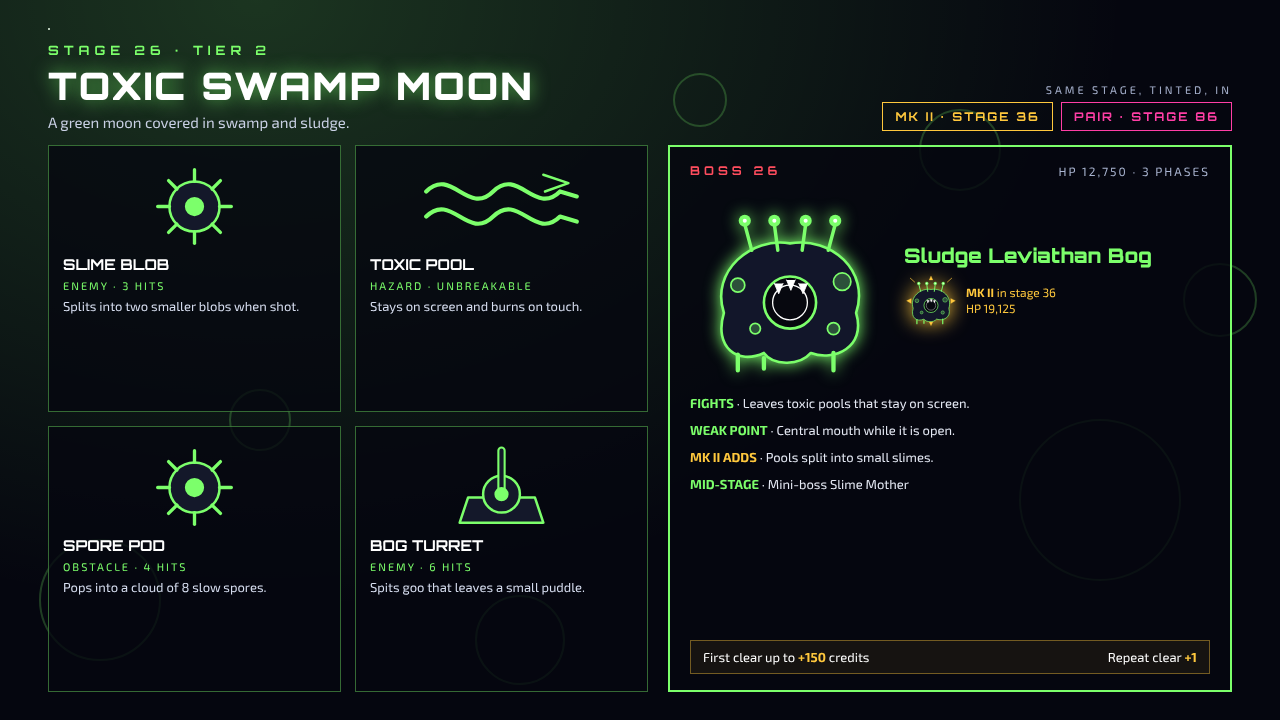 .
STAGE 26 · TIER 2
TOXIC SWAMP MOON
A green moon covered in swamp and sludge.
SAME STAGE, TINTED, IN
MK II · STAGE 36
PAIR · STAGE 86
SLIME BLOB
ENEMY · 3 HITS
Splits into two smaller blobs when shot.
TOXIC POOL
HAZARD · UNBREAKABLE
Stays on screen and burns on touch.
SPORE POD
OBSTACLE · 4 HITS
Pops into a cloud of 8 slow spores.
BOG TURRET
ENEMY · 6 HITS
Spits goo that leaves a small puddle.
BOSS 26
HP 12,750 · 3 PHASES
Sludge Leviathan Bog
MK II in stage 36
HP 19,125
FIGHTS · Leaves toxic pools that stay on screen.
WEAK POINT · Central mouth while it is open.
MK II ADDS · Pools split into small slimes.
MID-STAGE · Mini-boss Slime Mother
First clear up to +150 credits
Repeat clear +1